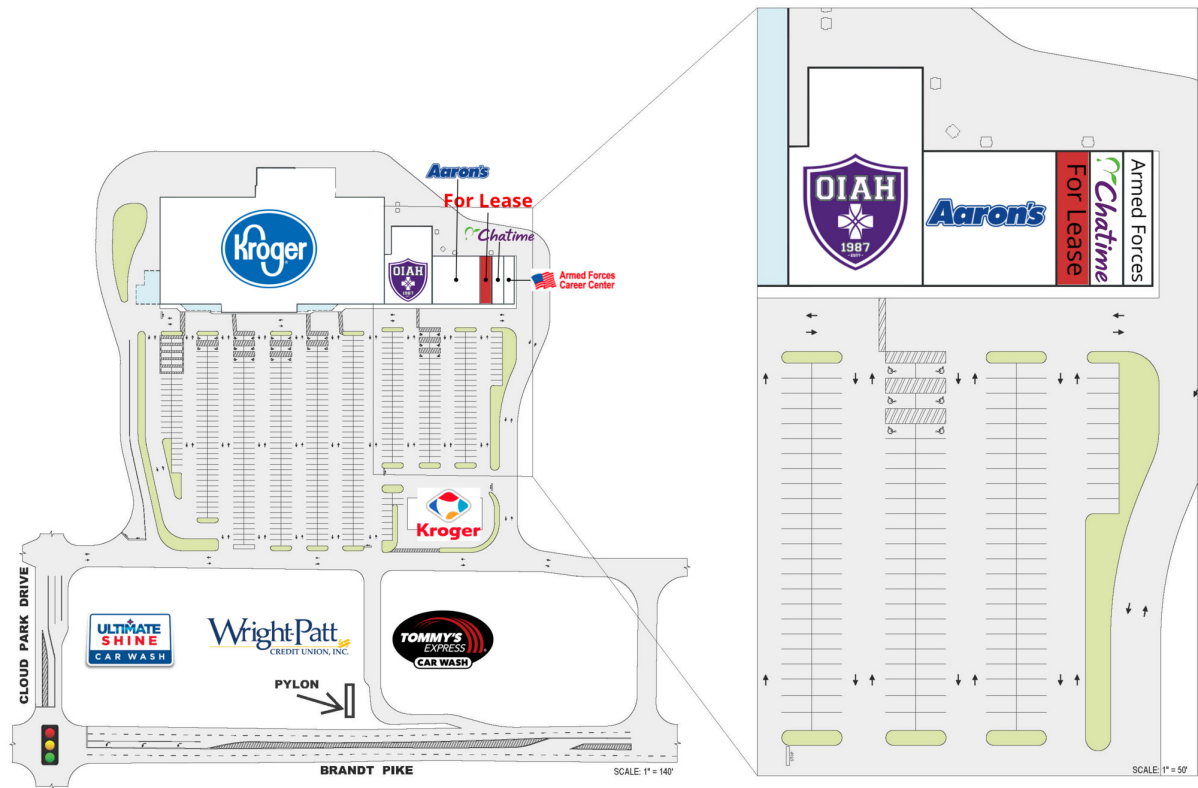 Aaron's
For Lease
Chatime
Kroger
OIAH
1987
Armed Forces
Career Center
Kroger
CLOUD PARK DRIVE
ULTIMATE
SHINE
CAR WASH
Wright-Patt
CREDIT UNION, INC.
TOMMY'S
EXPRESS
CAR WASH
PYLON
BRANDT PIKE
SCALE: 1" = 140'
OIAH
1987
Aaron's
For Lease
Chatime
Armed Forces
SCALE: 1" = 50'